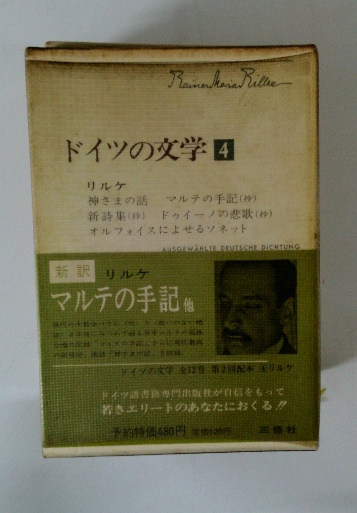 Rainer Maria Rilke
ドイツの文学 4
リルケ
神さまの話 マルテの手記(抄)
新詩集(抄) ドゥイーノの悲歌(抄)
オルフォイスによせるソネット
AUSGEWÄHLTE DEUTSCHE DICHTUNG
新訳 リルケ
マルテの手記 他
ドイツの文学 全12巻 第2回配本 ④リルケ
ドイツ語書籍専門出版社が自信をもって
若きエリートのあなたにおくる!!
予約特価480円 定価520円 三修社